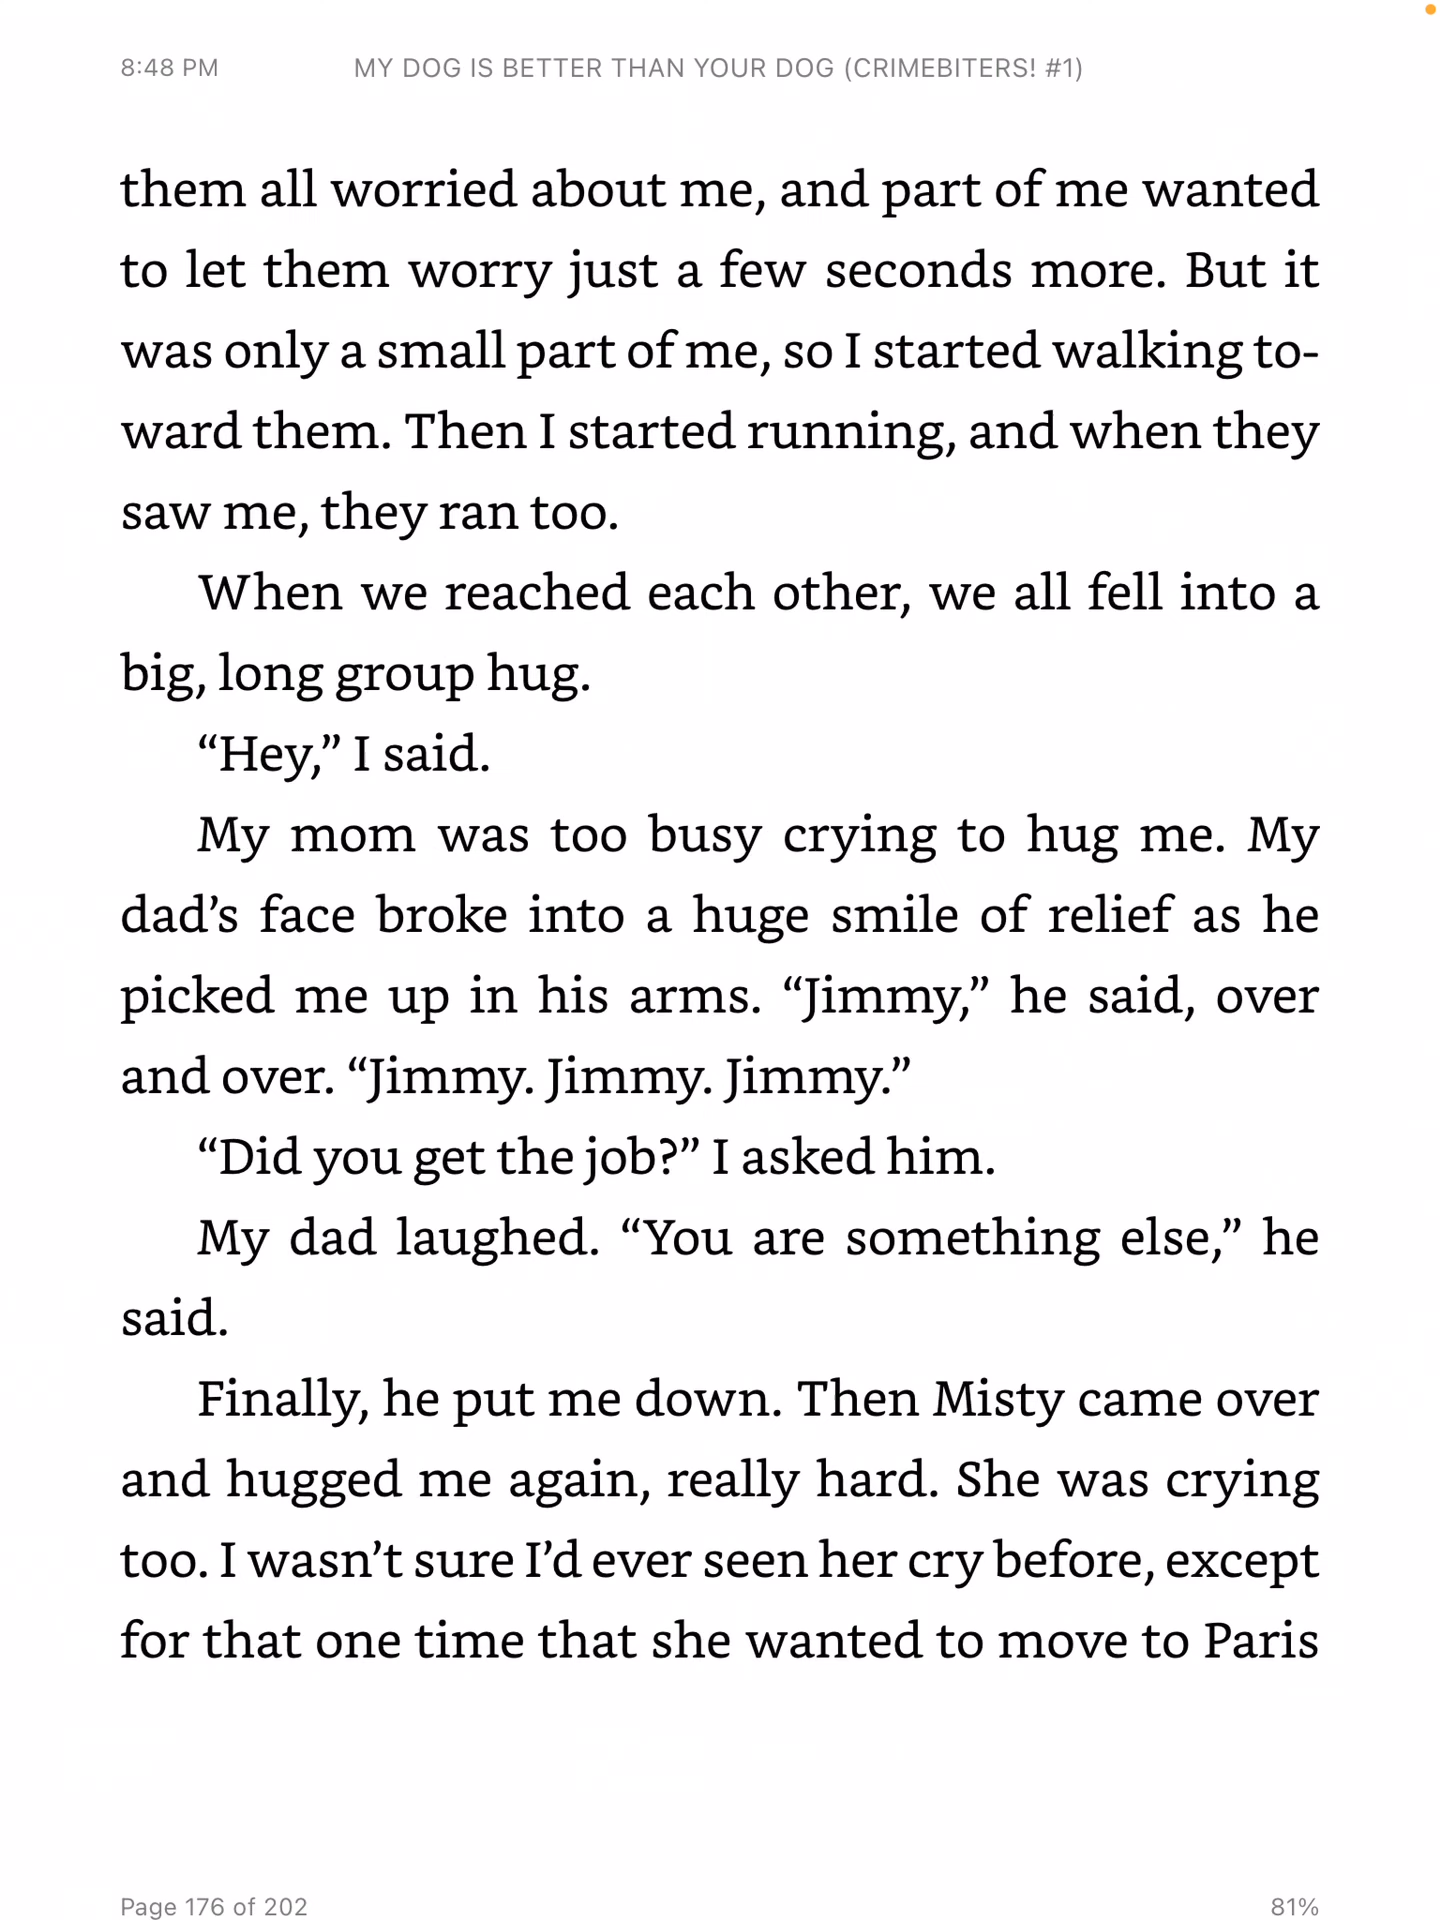 8:48 PM
MY DOG IS BETTER THAN YOUR DOG (CRIMEBITERS! #1)
them all worried about me, and part of me wanted
to let them worry just a few seconds more. But it
was only a small part of me, so I started walking to-
ward them. Then I started running, and when they
saw me, they ran too.
When we reached each other, we all fell into a
big, long group hug.
“Hey,” I said.
My mom was too busy crying to hug me. My
dad’s face broke into a huge smile of relief as he
picked me up in his arms. “Jimmy,” he said, over
and over. “Jimmy. Jimmy. Jimmy.”
“Did you get the job?” I asked him.
My dad laughed. “You are something else,” he
said.
Finally, he put me down. Then Misty came over
and hugged me again, really hard. She was crying
too. I wasn’t sure I’d ever seen her cry before, except
for that one time that she wanted to move to Paris
Page 176 of 202
81%